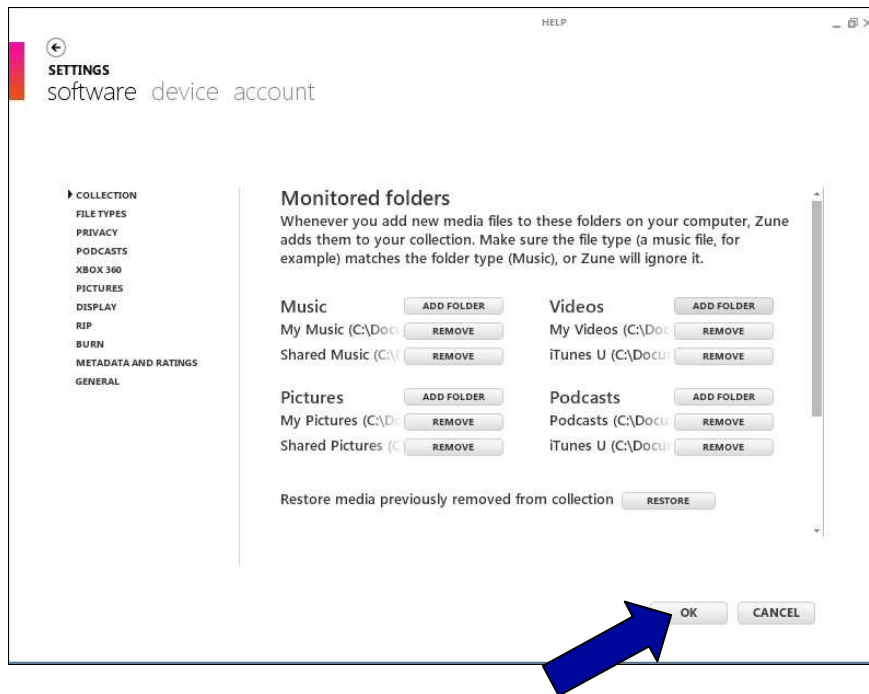 HELP
SETTINGS
software device account
COLLECTION
FILE TYPES
PRIVACY
PODCASTS
XBOX 360
PICTURES
DISPLAY
RIP
BURN
METADATA AND RATINGS
GENERAL
Monitored folders
Whenever you add new media files to these folders on your computer, Zune
adds them to your collection. Make sure the file type (a music file, for
example) matches the folder type (Music), or Zune will ignore it.
Music ADD FOLDER
My Music (C:\Doc REMOVE
Shared Music (C:\ REMOVE
Videos ADD FOLDER
My Videos (C:\Doc REMOVE
iTunes U (C:\Docu REMOVE
Pictures ADD FOLDER
My Pictures (C:\Do REMOVE
Shared Pictures (C REMOVE
Podcasts ADD FOLDER
Podcasts (C:\Docu REMOVE
iTunes U (C:\Docu REMOVE
Restore media previously removed from collection RESTORE
OK CANCEL